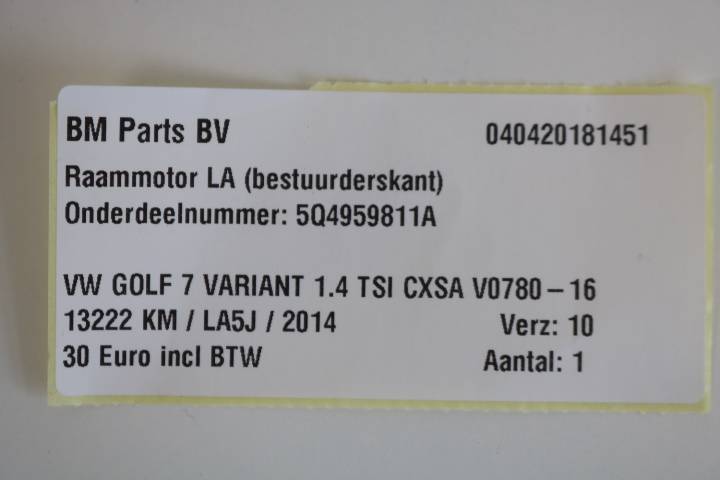 BM Parts BV 040420181451
Raammotor LA (bestuurderskant)
Onderdeelnummer: 5Q4959811A
VW GOLF 7 VARIANT 1.4 TSI CXSA V0780-16
13222 KM / LA5J / 2014 Verz: 10
30 Euro incl BTW Aantal: 1